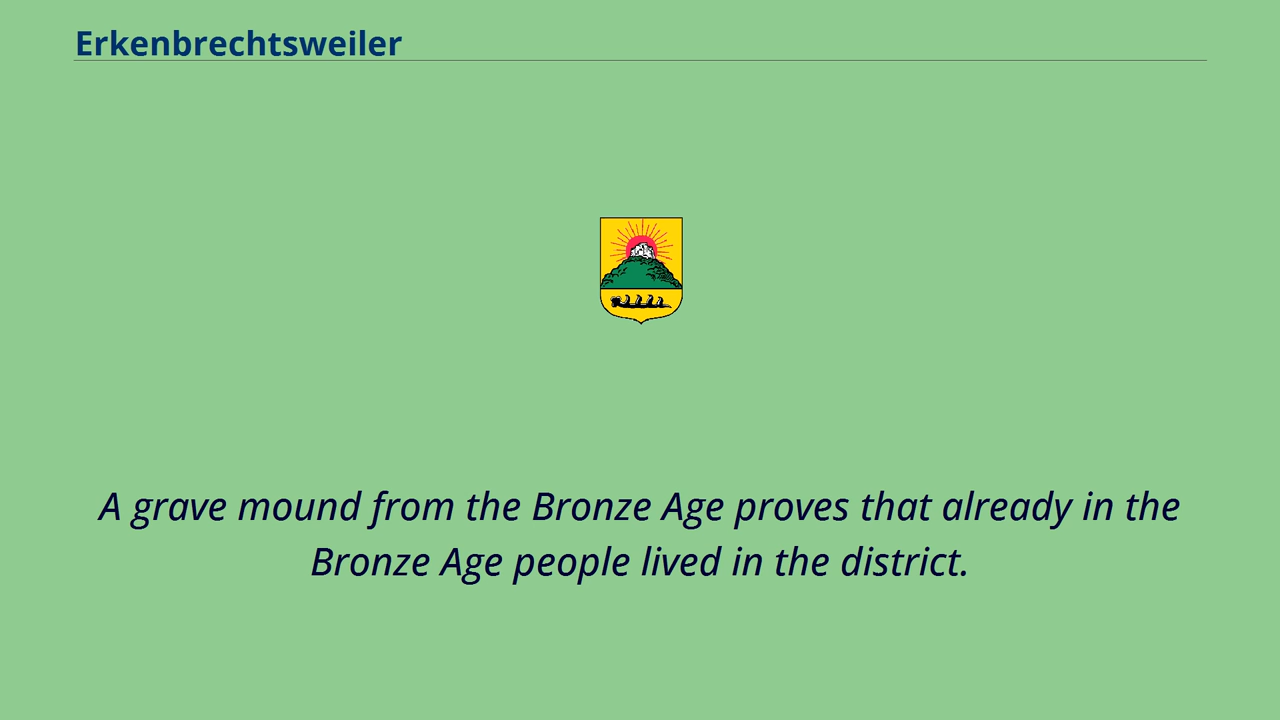 Erkenbrechtsweiler
A grave mound from the Bronze Age proves that already in the
Bronze Age people lived in the district.